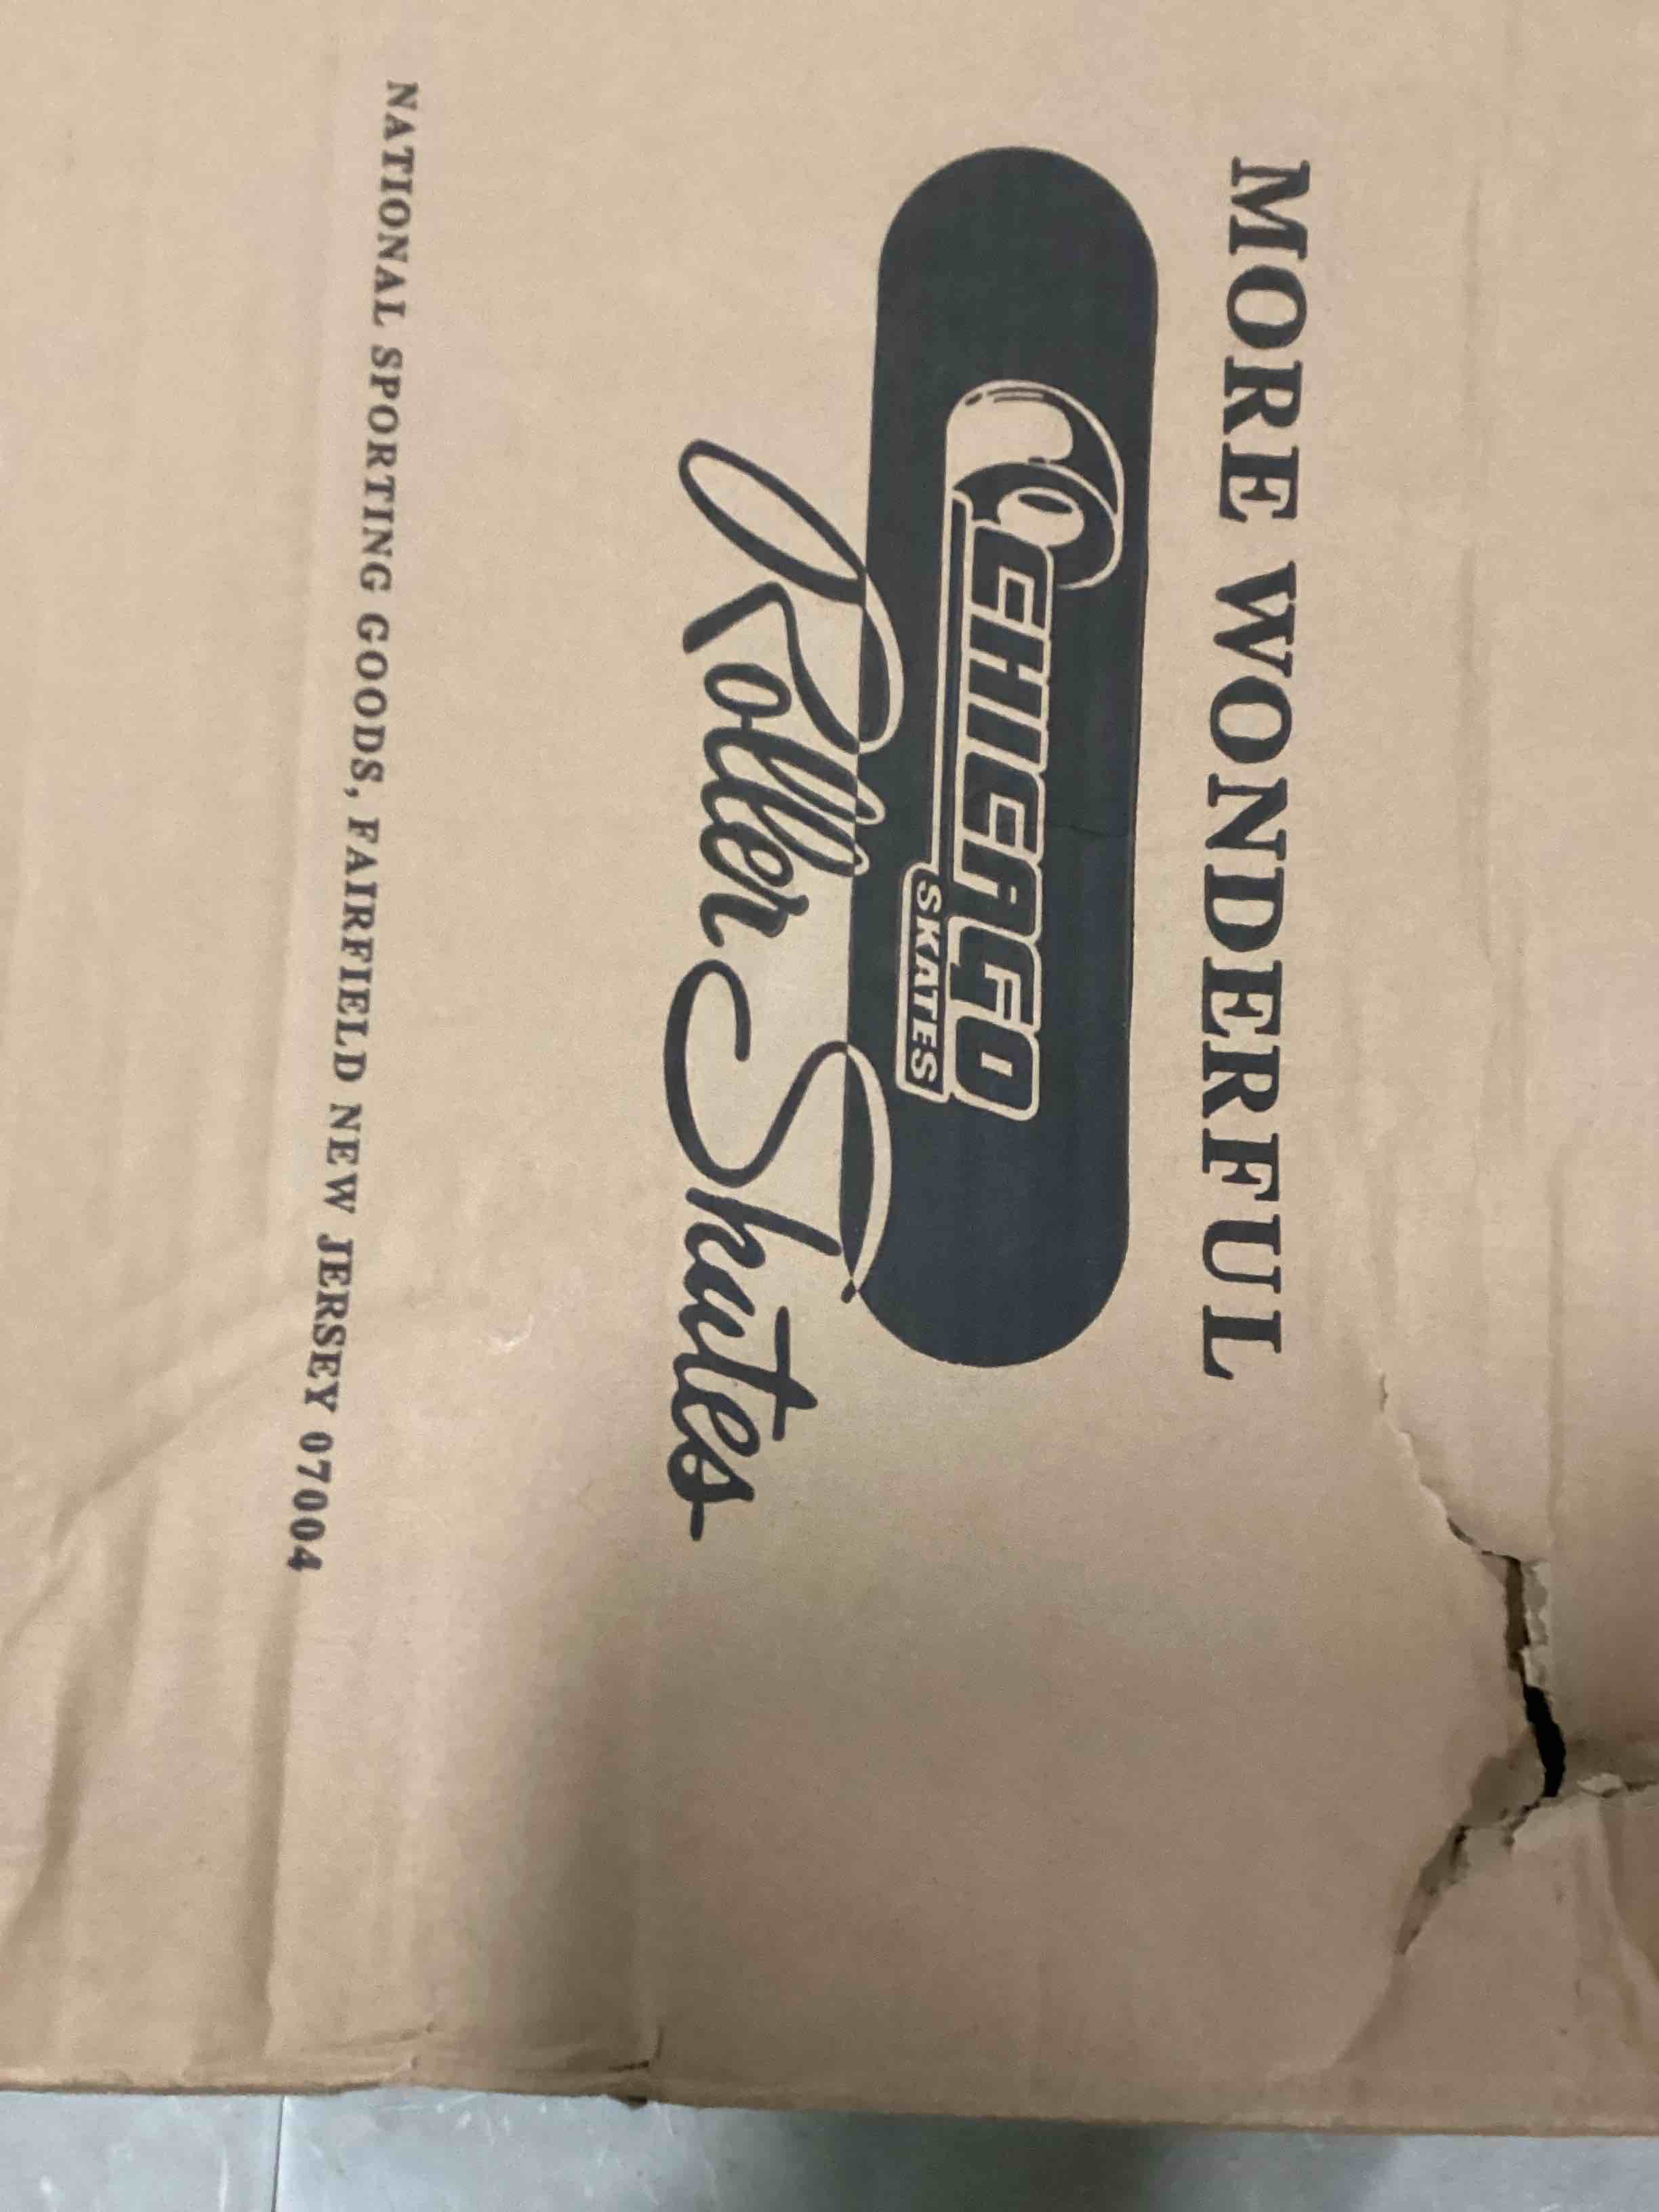 MORE WONDERFUL
CHICAGO
SKATES
Roller Skates
NATIONAL SPORTING GOODS, FAIRFIELD NEW JERSEY 07004